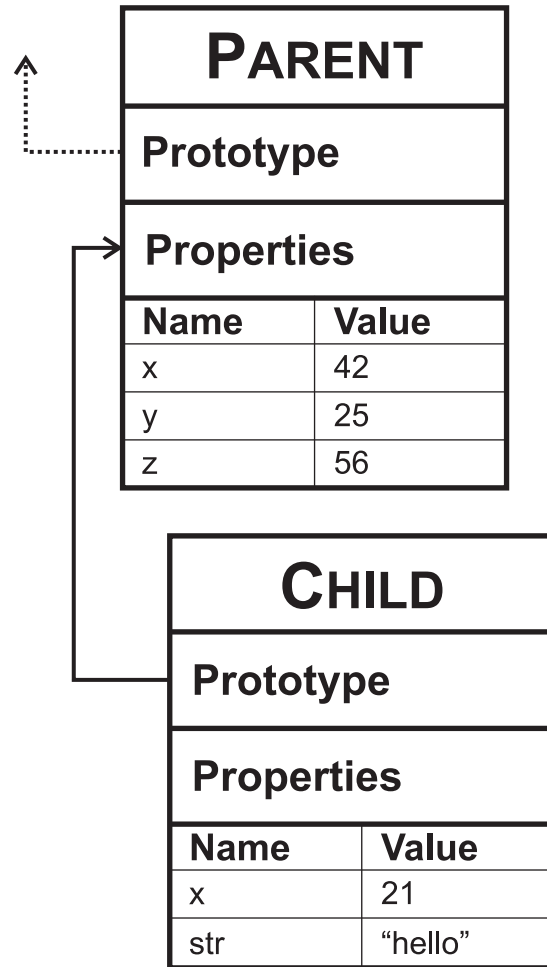 PARENT
Prototype
Properties
Name Value
x 42
y 25
z 56
CHILD
Prototype
Properties
Name Value
x 21
str “hello”